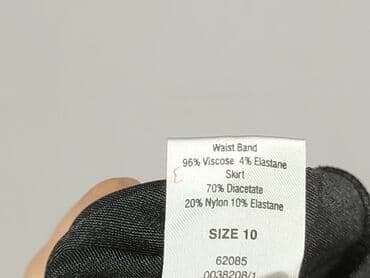 Waist Band
96% Viscose 4% Elastane
Skirt
70% Diacetate
20% Nylon 10% Elastane
SIZE 10
62085
0038208/1